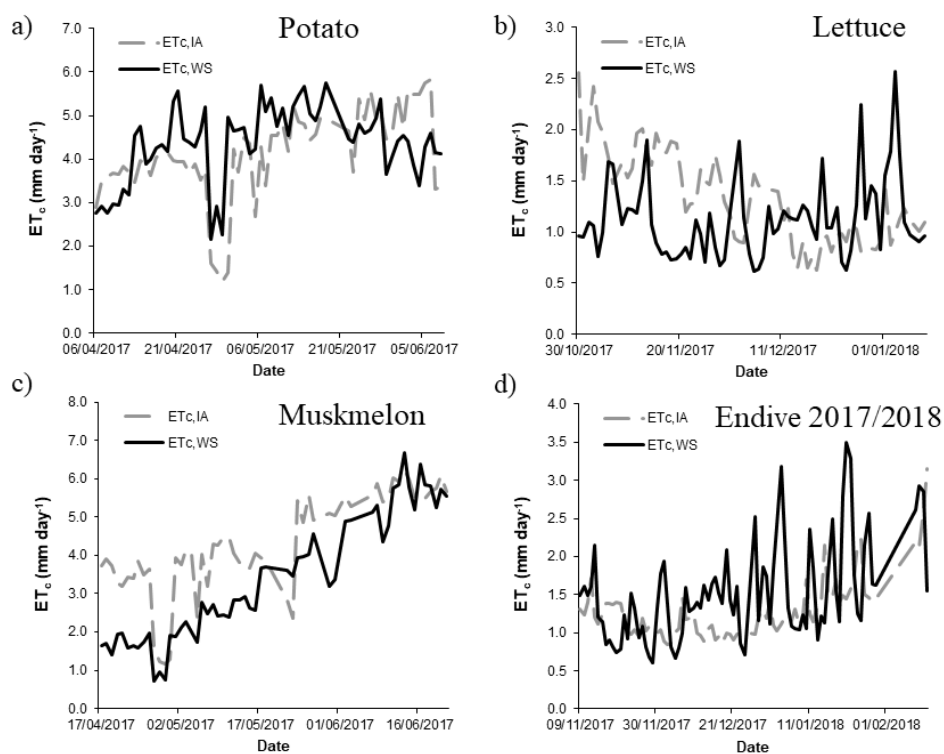 a)
Potato
ETc,IA
ETc,WS
7.0
6.0
5.0
4.0
3.0
2.0
1.0
0.0
ETc (mm day-1)
06/04/2017 21/04/2017 6/05/2017 21/05/2017 05/06/2017
Date
b)
Lettuce
ETc,IA
ETc,WS
3.0
2.5
2.0
1.5
1.0
0.5
0.0
ETc (mm day-1)
30/10/2017 20/11/2017 11/12/2017 01/01/2018
Date
c)
Muskmelon
ETc,IA
ETc,WS
8.0
7.0
6.0
5.0
4.0
3.0
2.0
1.0
0.0
ETc (mm day-1)
17/04/2017 02/05/2017 17/05/2017 01/06/2017 16/06/2017
Date
d)
Endive 2017/2018
ETc,IA
ETc,WS
4.0
3.5
3.0
2.5
2.0
1.5
1.0
0.5
0.0
ETc (mm day-1)
09/11/2017 30/11/2017 21/12/2017 11/01/2018 01/02/2018
Date